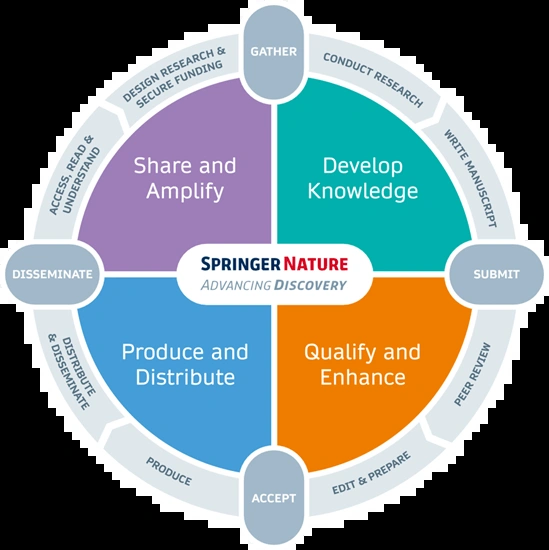 GATHER
CONDUCT RESEARCH
WRITE MANUSCRIPT
SUBMIT
PEER REVIEW
EDIT & PREPARE
ACCEPT
PRODUCE
DISTRIBUTE
& DISSEMINATE
DISSEMINATE
ACCESS, READ &
UNDERSTAND
DESIGN RESEARCH &
SECURE FUNDING
Share and
Amplify
Develop
Knowledge
SPRINGER NATURE
ADVANCING DISCOVERY
Produce and
Distribute
Qualify and
Enhance